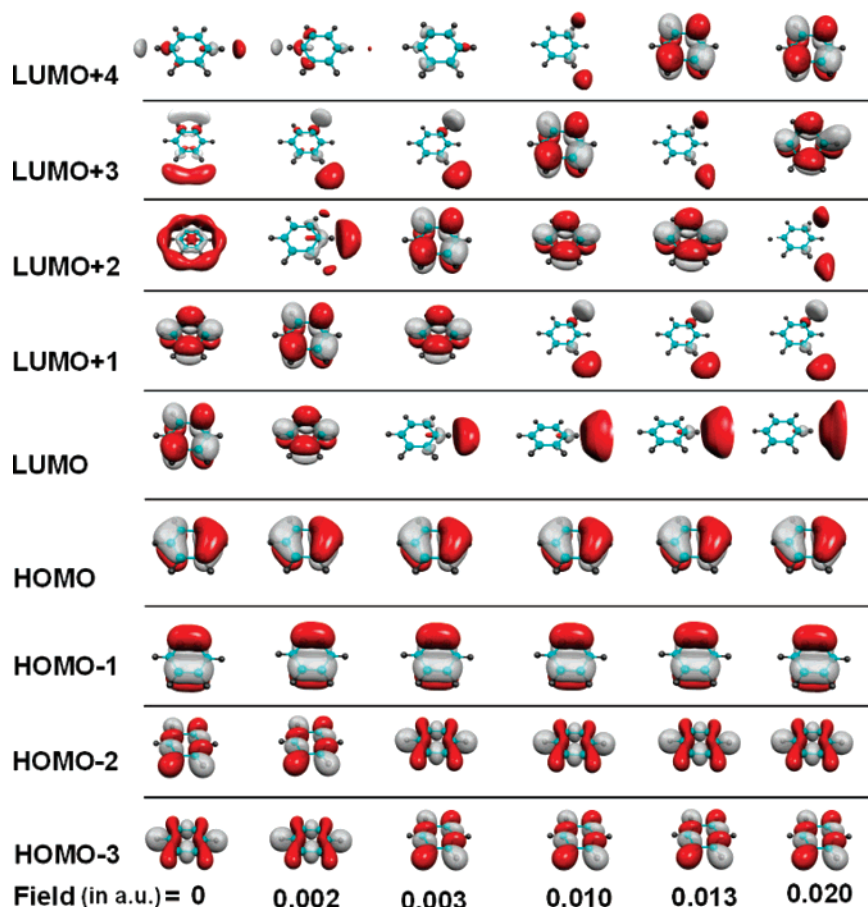 LUMO+4
LUMO+3
LUMO+2
LUMO+1
LUMO
HOMO
HOMO-1
HOMO-2
HOMO-3
Field (in a.u.) = 0 0.002 0.003 0.010 0.013 0.020